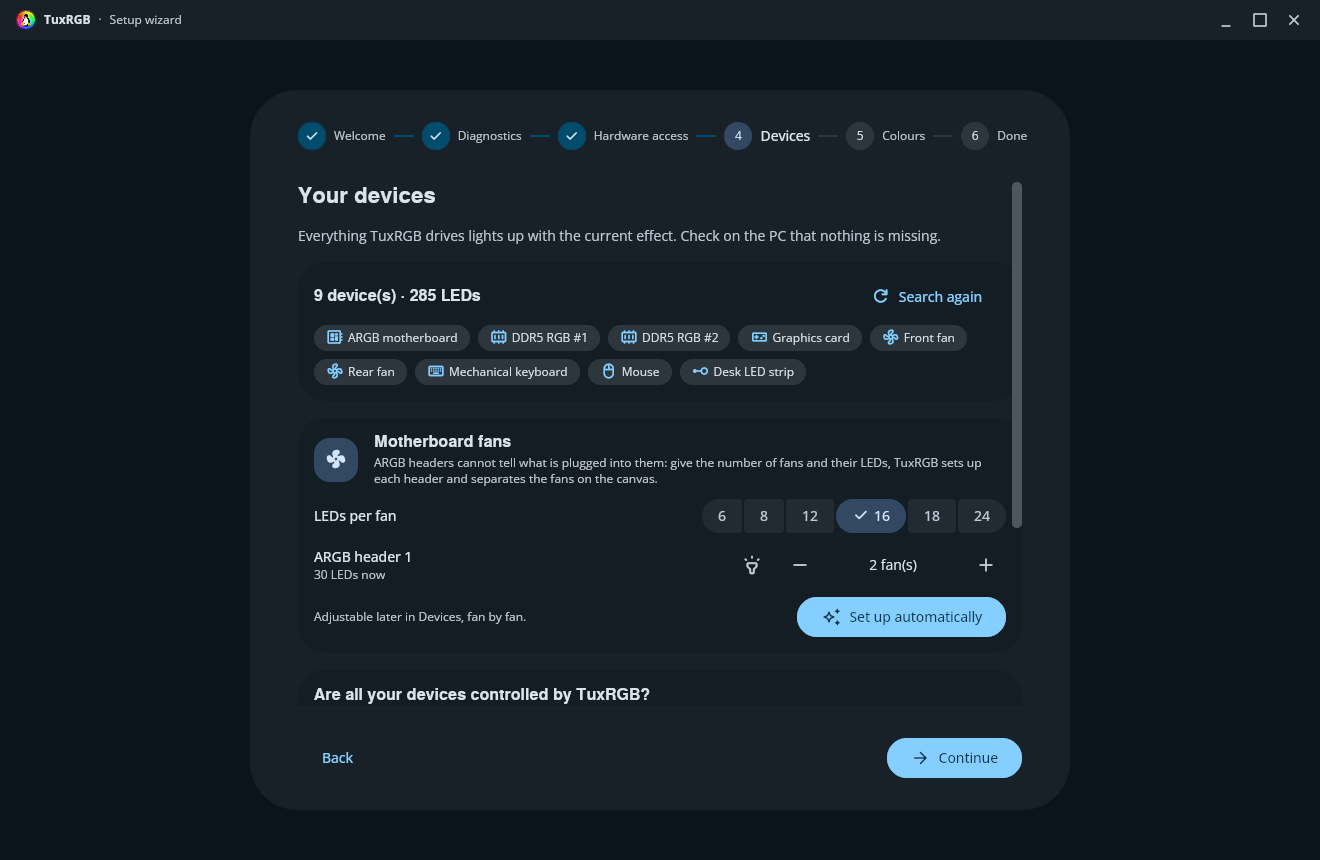 TuxRGB · Setup wizard
Welcome
Diagnostics
Hardware access
4 Devices
5 Colours
6 Done
Your devices
Everything TuxRGB drives lights up with the current effect. Check on the PC that nothing is missing.
9 device(s) · 285 LEDs
Search again
ARGB motherboard
DDR5 RGB #1
DDR5 RGB #2
Graphics card
Front fan
Rear fan
Mechanical keyboard
Mouse
Desk LED strip
Motherboard fans
ARGB headers cannot tell what is plugged into them: give the number of fans and their LEDs, TuxRGB sets up
each header and separates the fans on the canvas.
LEDs per fan
6 8 12 16 18 24
ARGB header 1
30 LEDs now
2 fan(s)
Adjustable later in Devices, fan by fan.
Set up automatically
Are all your devices controlled by TuxRGB?
Back
Continue